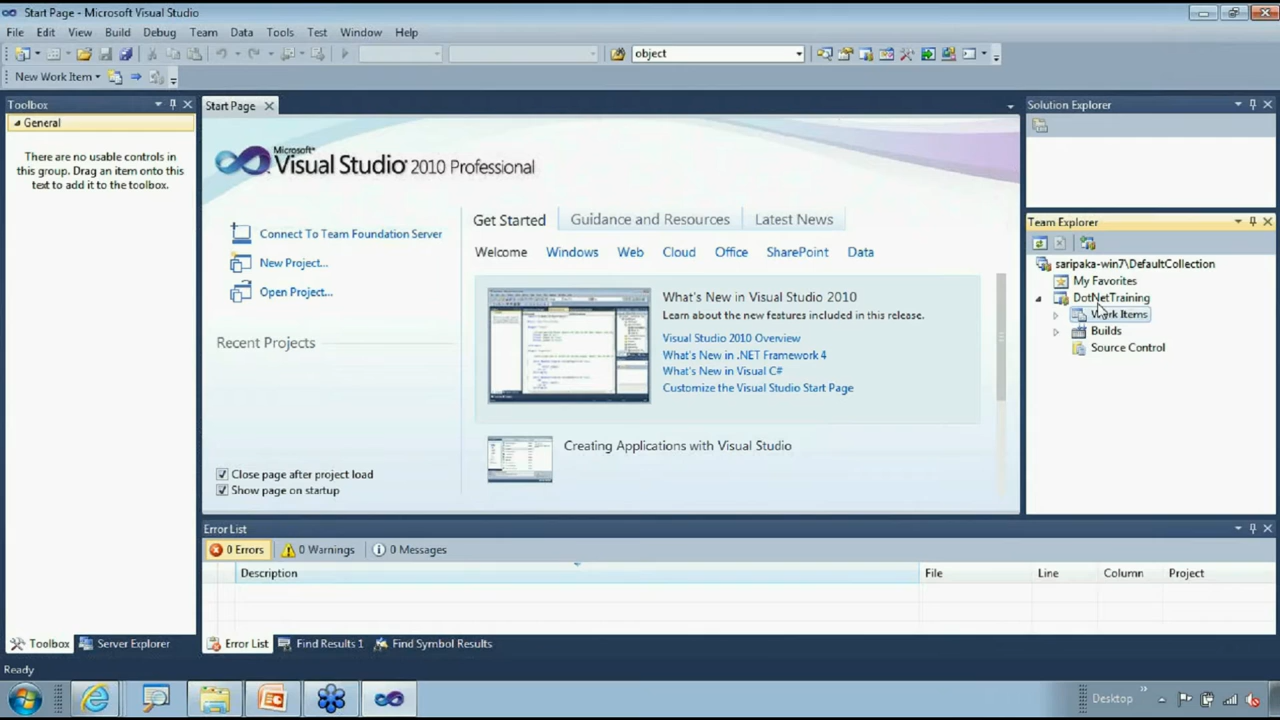 Start Page - Microsoft Visual Studio
File Edit View Build Debug Team Data Tools Test Window Help
object
New Work Item
Toolbox
General
There are no usable controls in
this group. Drag an item onto this
text to add it to the toolbox.
Start Page
Microsoft®
Visual Studio® 2010 Professional
Connect To Team Foundation Server
New Project...
Open Project...
Recent Projects
Close page after project load
Show page on startup
Get Started Guidance and Resources Latest News
Welcome Windows Web Cloud Office SharePoint Data
What's New in Visual Studio 2010
Learn about the new features included in this release.
Visual Studio 2010 Overview
What's New in .NET Framework 4
What's New in Visual C#
Customize the Visual Studio Start Page
Creating Applications with Visual Studio
Solution Explorer
Team Explorer
saripaka-win7\DefaultCollection
My Favorites
DotNetTraining
Work Items
Builds
Source Control
Error List
0 Errors 0 Warnings 0 Messages
Description File Line Column Project
Toolbox Server Explorer Error List Find Results 1 Find Symbol Results
Ready
Desktop